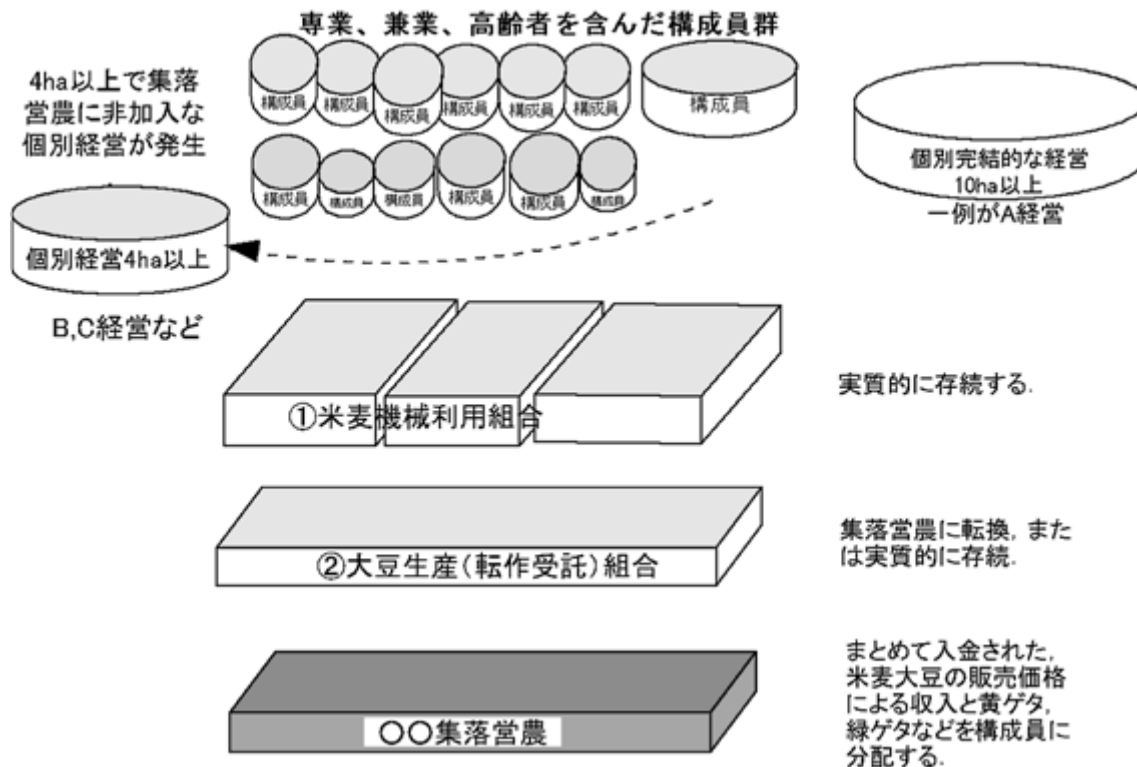 専業、兼業、高齢者を含んだ構成員群
4ha以上で集落
営農に非加入な
個別経営が発生
構成員
構成員
構成員
構成員
構成員
構成員
構成員
構成員
構成員
構成員
構成員
構成員
構成員
個別完結的な経営
10ha以上
一例がA経営
個別経営4ha以上
B,C経営など
①米麦機械利用組合
実質的に存続する.
②大豆生産(転作受託)組合
集落営農に転換, また
は実質的に存続.
○○集落営農
まとめて入金された,
米麦大豆の販売価格
による収入と黄ゲタ,
緑ゲタなどを構成員に
分配する.